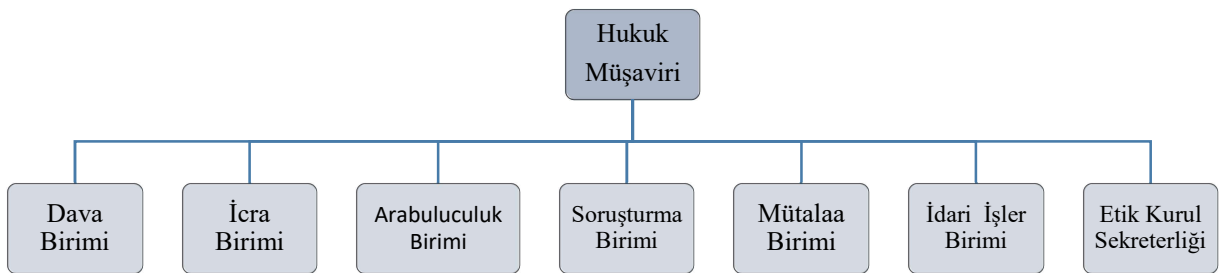 Hukuk
Müşaviri
Dava
Birimi
İcra
Birimi
Arabuluculuk
Birimi
Soruşturma
Birimi
Mütalaa
Birimi
İdari İşler
Birimi
Etik Kurul
Sekreterliği